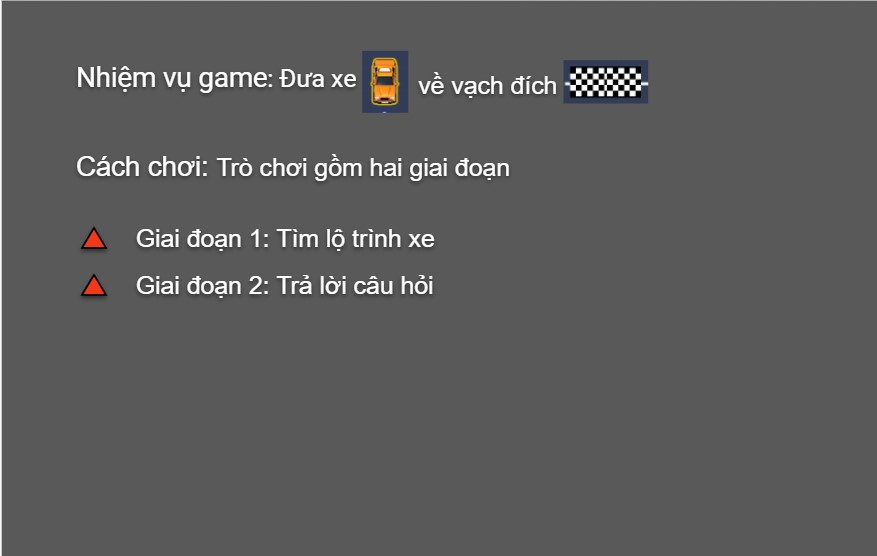 Nhiệm vụ game: Đưa xe về vạch đích
Cách chơi: Trò chơi gồm hai giai đoạn
Giai đoạn 1: Tìm lộ trình xe
Giai đoạn 2: Trả lời câu hỏi